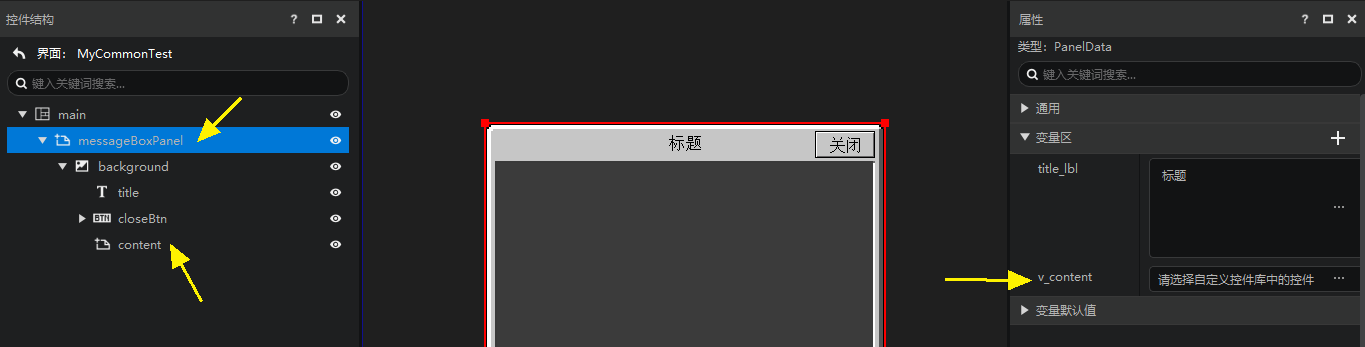 控件结构
?
界面： MyCommonTest
键入关键词搜索...
main
messageBoxPanel
background
title
BTN closeBtn
content
标题
关闭
属性
?
类型：PanelData
键入关键词搜索...
通用
变量区
title_lbl
标题
...
v_content
请选择自定义控件库中的控件 ...
变量默认值